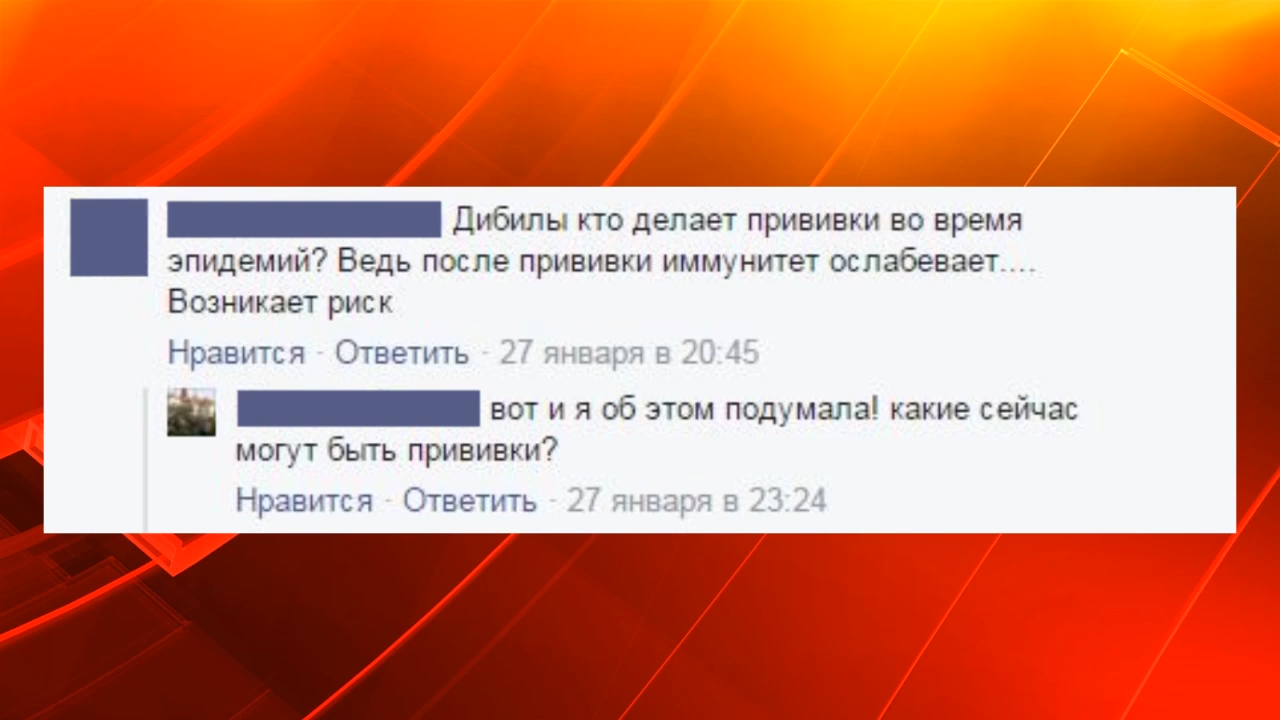 Дибилы кто делает прививки во время
эпидемий? Ведь после прививки иммунитет ослабевает....
Возникает риск
Нравится · Ответить · 27 января в 20:45
вот и я об этом подумала! какие сейчас
могут быть прививки?
Нравится · Ответить · 27 января в 23:24